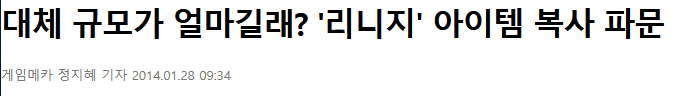 대체 규모가 얼마길래? '리니지' 아이템 복사 파문
게임메카 정지혜 기자 2014.01.28 09:34